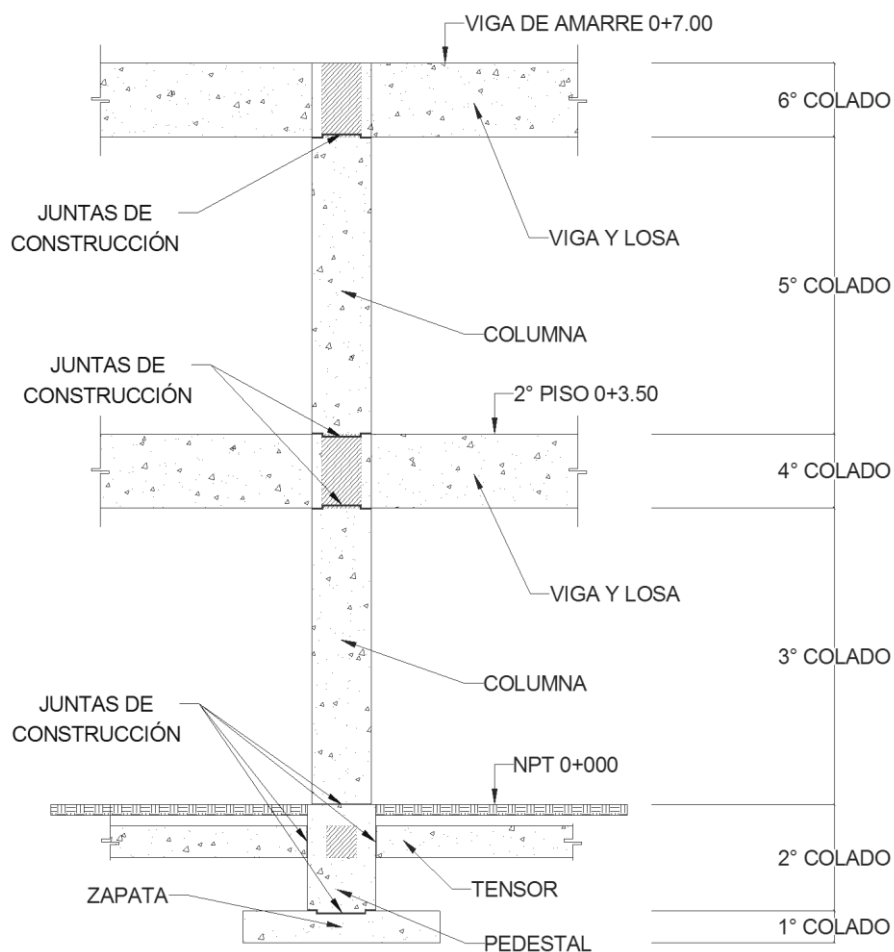 VIGA DE AMARRE 0+7.00
6° COLADO
JUNTAS DE
CONSTRUCCIÓN
VIGA Y LOSA
5° COLADO
COLUMNA
JUNTAS DE
CONSTRUCCIÓN
2° PISO 0+3.50
4° COLADO
VIGA Y LOSA
3° COLADO
COLUMNA
JUNTAS DE
CONSTRUCCIÓN
NPT 0+000
2° COLADO
ZAPATA
TENSOR
1° COLADO
PEDESTAL